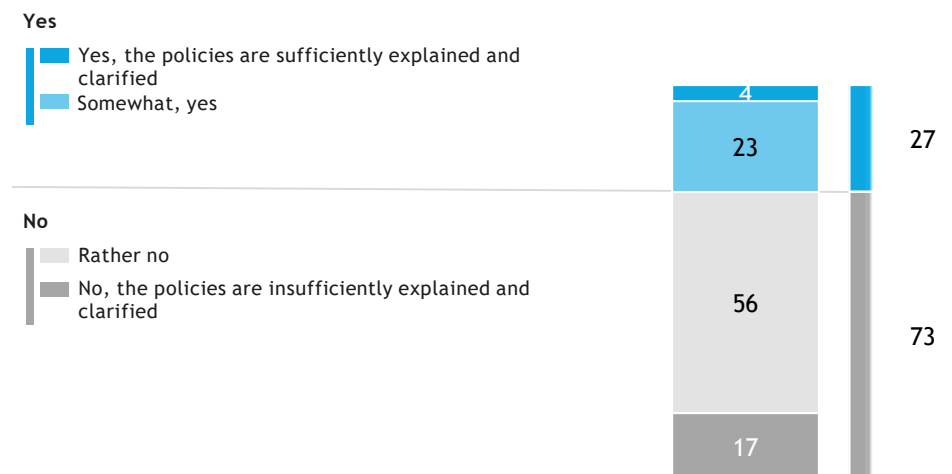 Yes
Yes, the policies are sufficiently explained and
clarified
Somewhat, yes
4
23
27
No
Rather no
No, the policies are insufficiently explained and
clarified
56
73
17